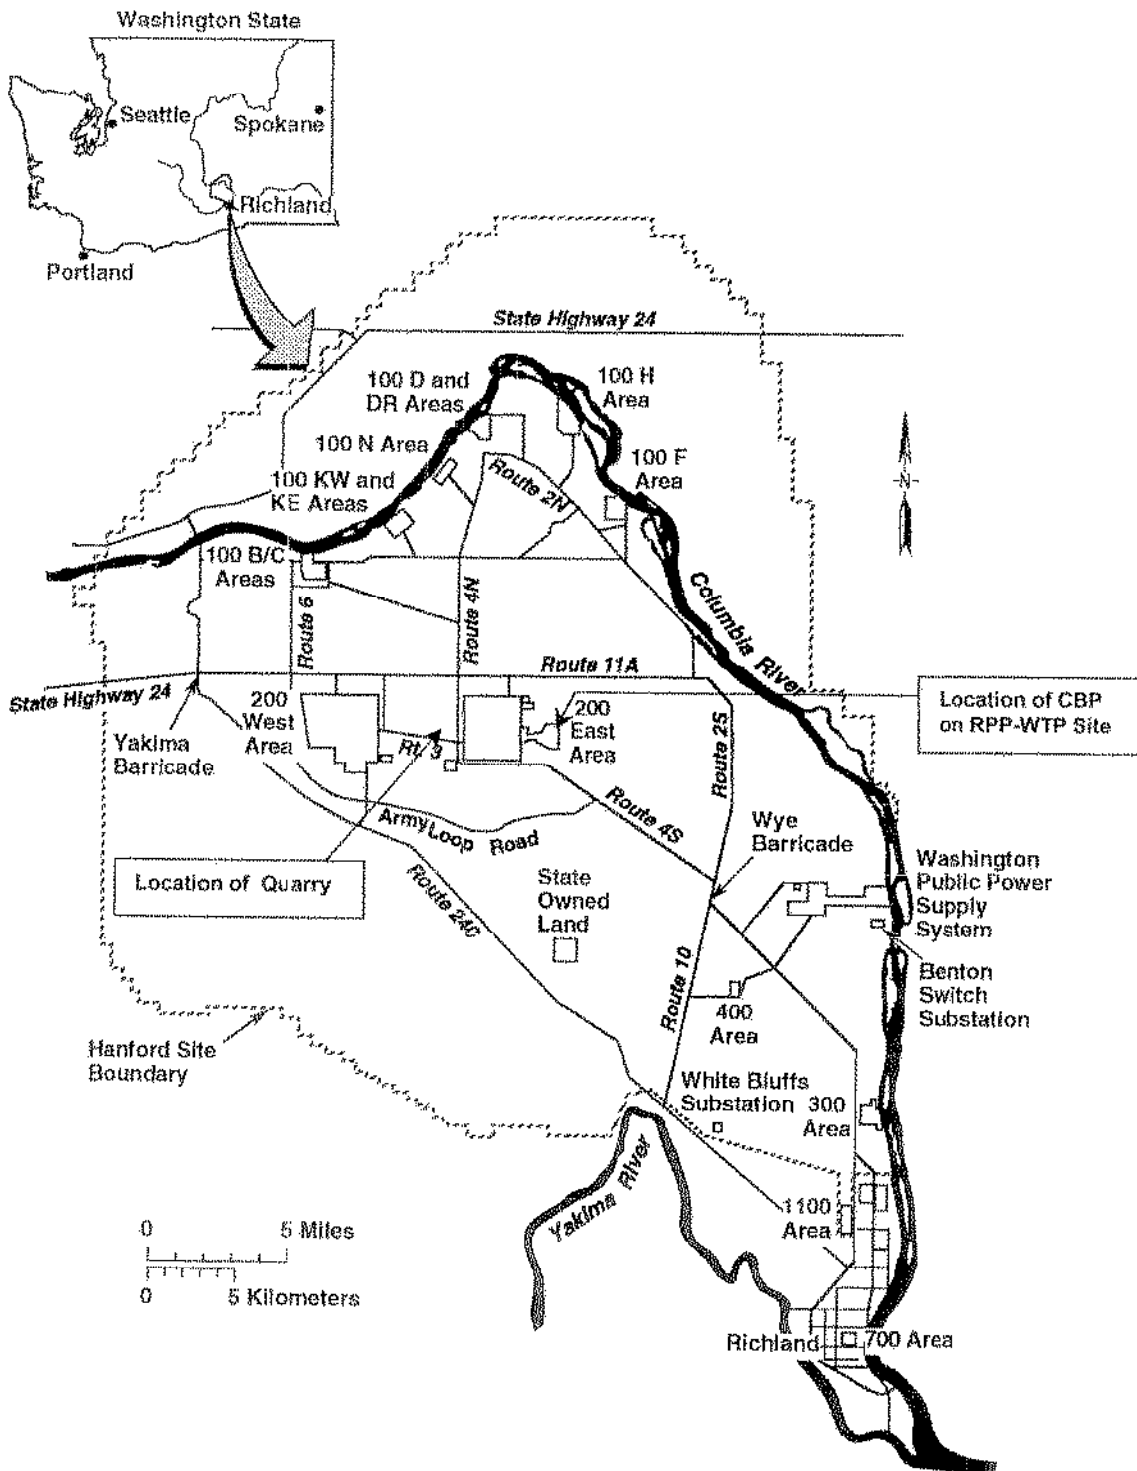 Washington State
Seattle
Spokane
Richland
Portland
State Highway 24
100 D and
DR Areas
100 H
Area
100 N Area
100 F
Area
100 KW and
KE Areas
Route 2N
N
100 B/C
Areas
Route 6
Route 4N
Columbia River
Route 11A
State Highway 24
200
West
Area
200
East
Area
Location of CBP
on RPP-WTP Site
Yakima
Barricade
Rt. 3
Route 2S
Route 4S
Army Loop Road
Wye
Barricade
Location of Quarry
Route 240
State
Owned
Land
Washington
Public Power
Supply
System
Route 10
Benton
Switch
Substation
400
Area
Hanford Site
Boundary
White Bluffs
Substation
300
Area
Yakima River
1100
Area
0 5 Miles
0 5 Kilometers
Richland
700 Area